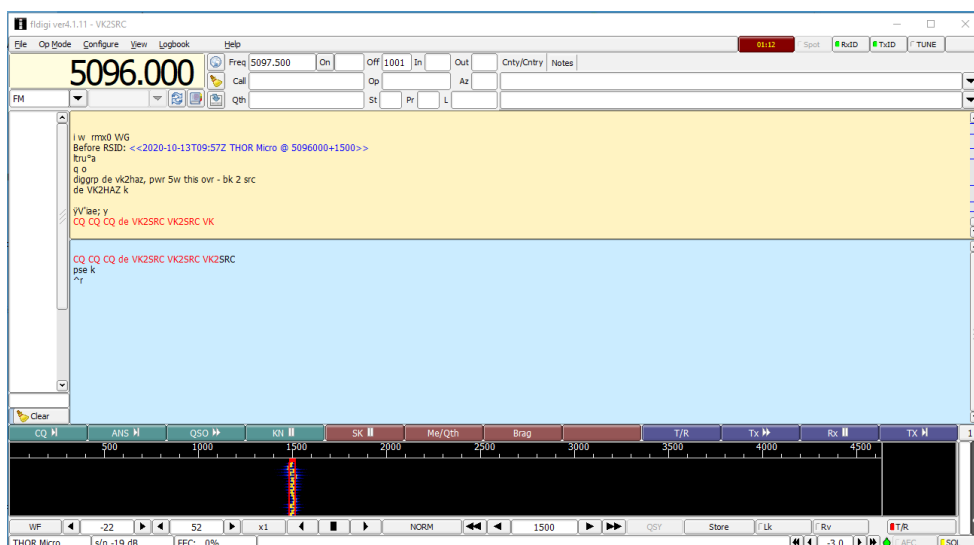 fldigi ver4.1.11 - VK2SRC
File Op Mode Configure View Logbook Help 01:12 Spot RxID TxID TUNE
5096.000 Freq 5097.500 On Off 1001 In Out Cnty/Cntry Notes
Call Op Az
FM Qth St Pr L
i w rmx0 WG
Before RSID: <<2020-10-13T09:57Z THOR Micro @ 5096000+1500>>
ltru°a
q o
diggrp de vk2haz, pwr 5w this ovr - bk 2 src
de VK2HAZ k
ÿV'iae; y
CQ CQ CQ de VK2SRC VK2SRC VK
CQ CQ CQ de VK2SRC VK2SRC VK2SRC
pse k
^r
Clear
CQ ANS QSO KN SK Me/Qth Brag T/R Tx Rx TX 1
500 1000 1500 2000 2500 3000 3500 4000 4500
WF -22 52 x1 NORM 1500 QSY Store Lk Rv T/R
THOR Micro s/n -19 dB FEC: 0% -3.0 AFC SQL